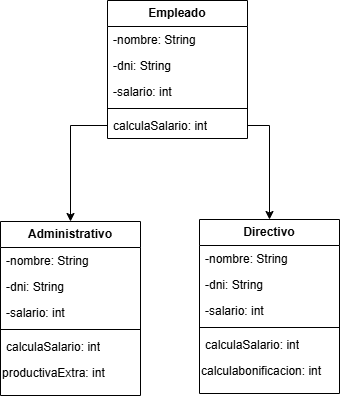 Empleado
-nombre: String
-dni: String
-salario: int
calculaSalario: int
Administrativo
-nombre: String
-dni: String
-salario: int
calculaSalario: int
productivaExtra: int
Directivo
-nombre: String
-dni: String
-salario: int
calculaSalario: int
calculabonificacion: int